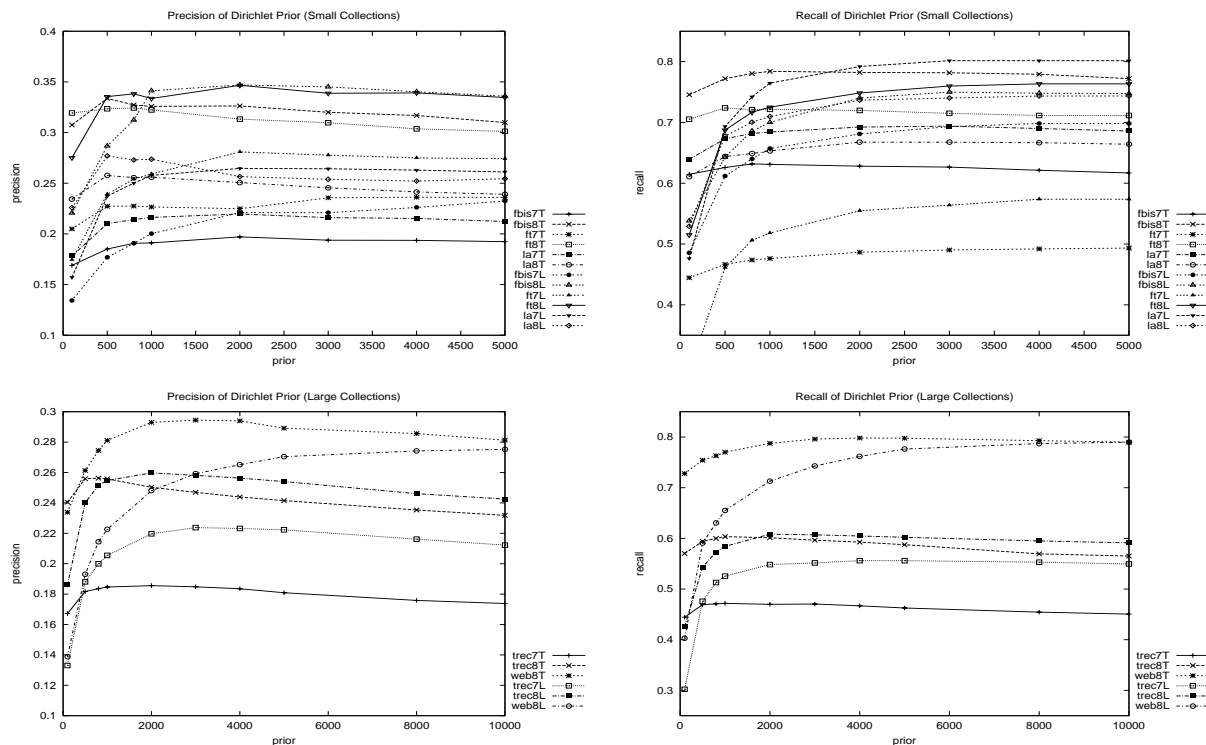 Precision of Dirichlet Prior (Small Collections)
0.4
0.35
0.3
0.25
0.2
0.15
0.1
precision
0 500 1000 1500 2000 2500 3000 3500 4000 4500 5000
prior
fbis7T
fbis8T
ft7T
ft8T
la7T
la8T
fbis7L
fbis8L
ft7L
ft8L
la7L
la8L
Recall of Dirichlet Prior (Small Collections)
0.8
0.7
0.6
0.5
0.4
recall
0 500 1000 1500 2000 2500 3000 3500 4000 4500 5000
prior
fbis7T
fbis8T
ft7T
ft8T
la7T
la8T
fbis7L
fbis8L
ft7L
ft8L
la7L
la8L
Precision of Dirichlet Prior (Large Collections)
0.3
0.28
0.26
0.24
0.22
0.2
0.18
0.16
0.14
0.12
0.1
precision
0 2000 4000 6000 8000 10000
prior
trec7T
trec8T
web8T
trec7L
trec8L
web8L
Recall of Dirichlet Prior (Large Collections)
0.8
0.7
0.6
0.5
0.4
0.3
recall
0 2000 4000 6000 8000 10000
prior
trec7T
trec8T
web8T
trec7L
trec8L
web8L